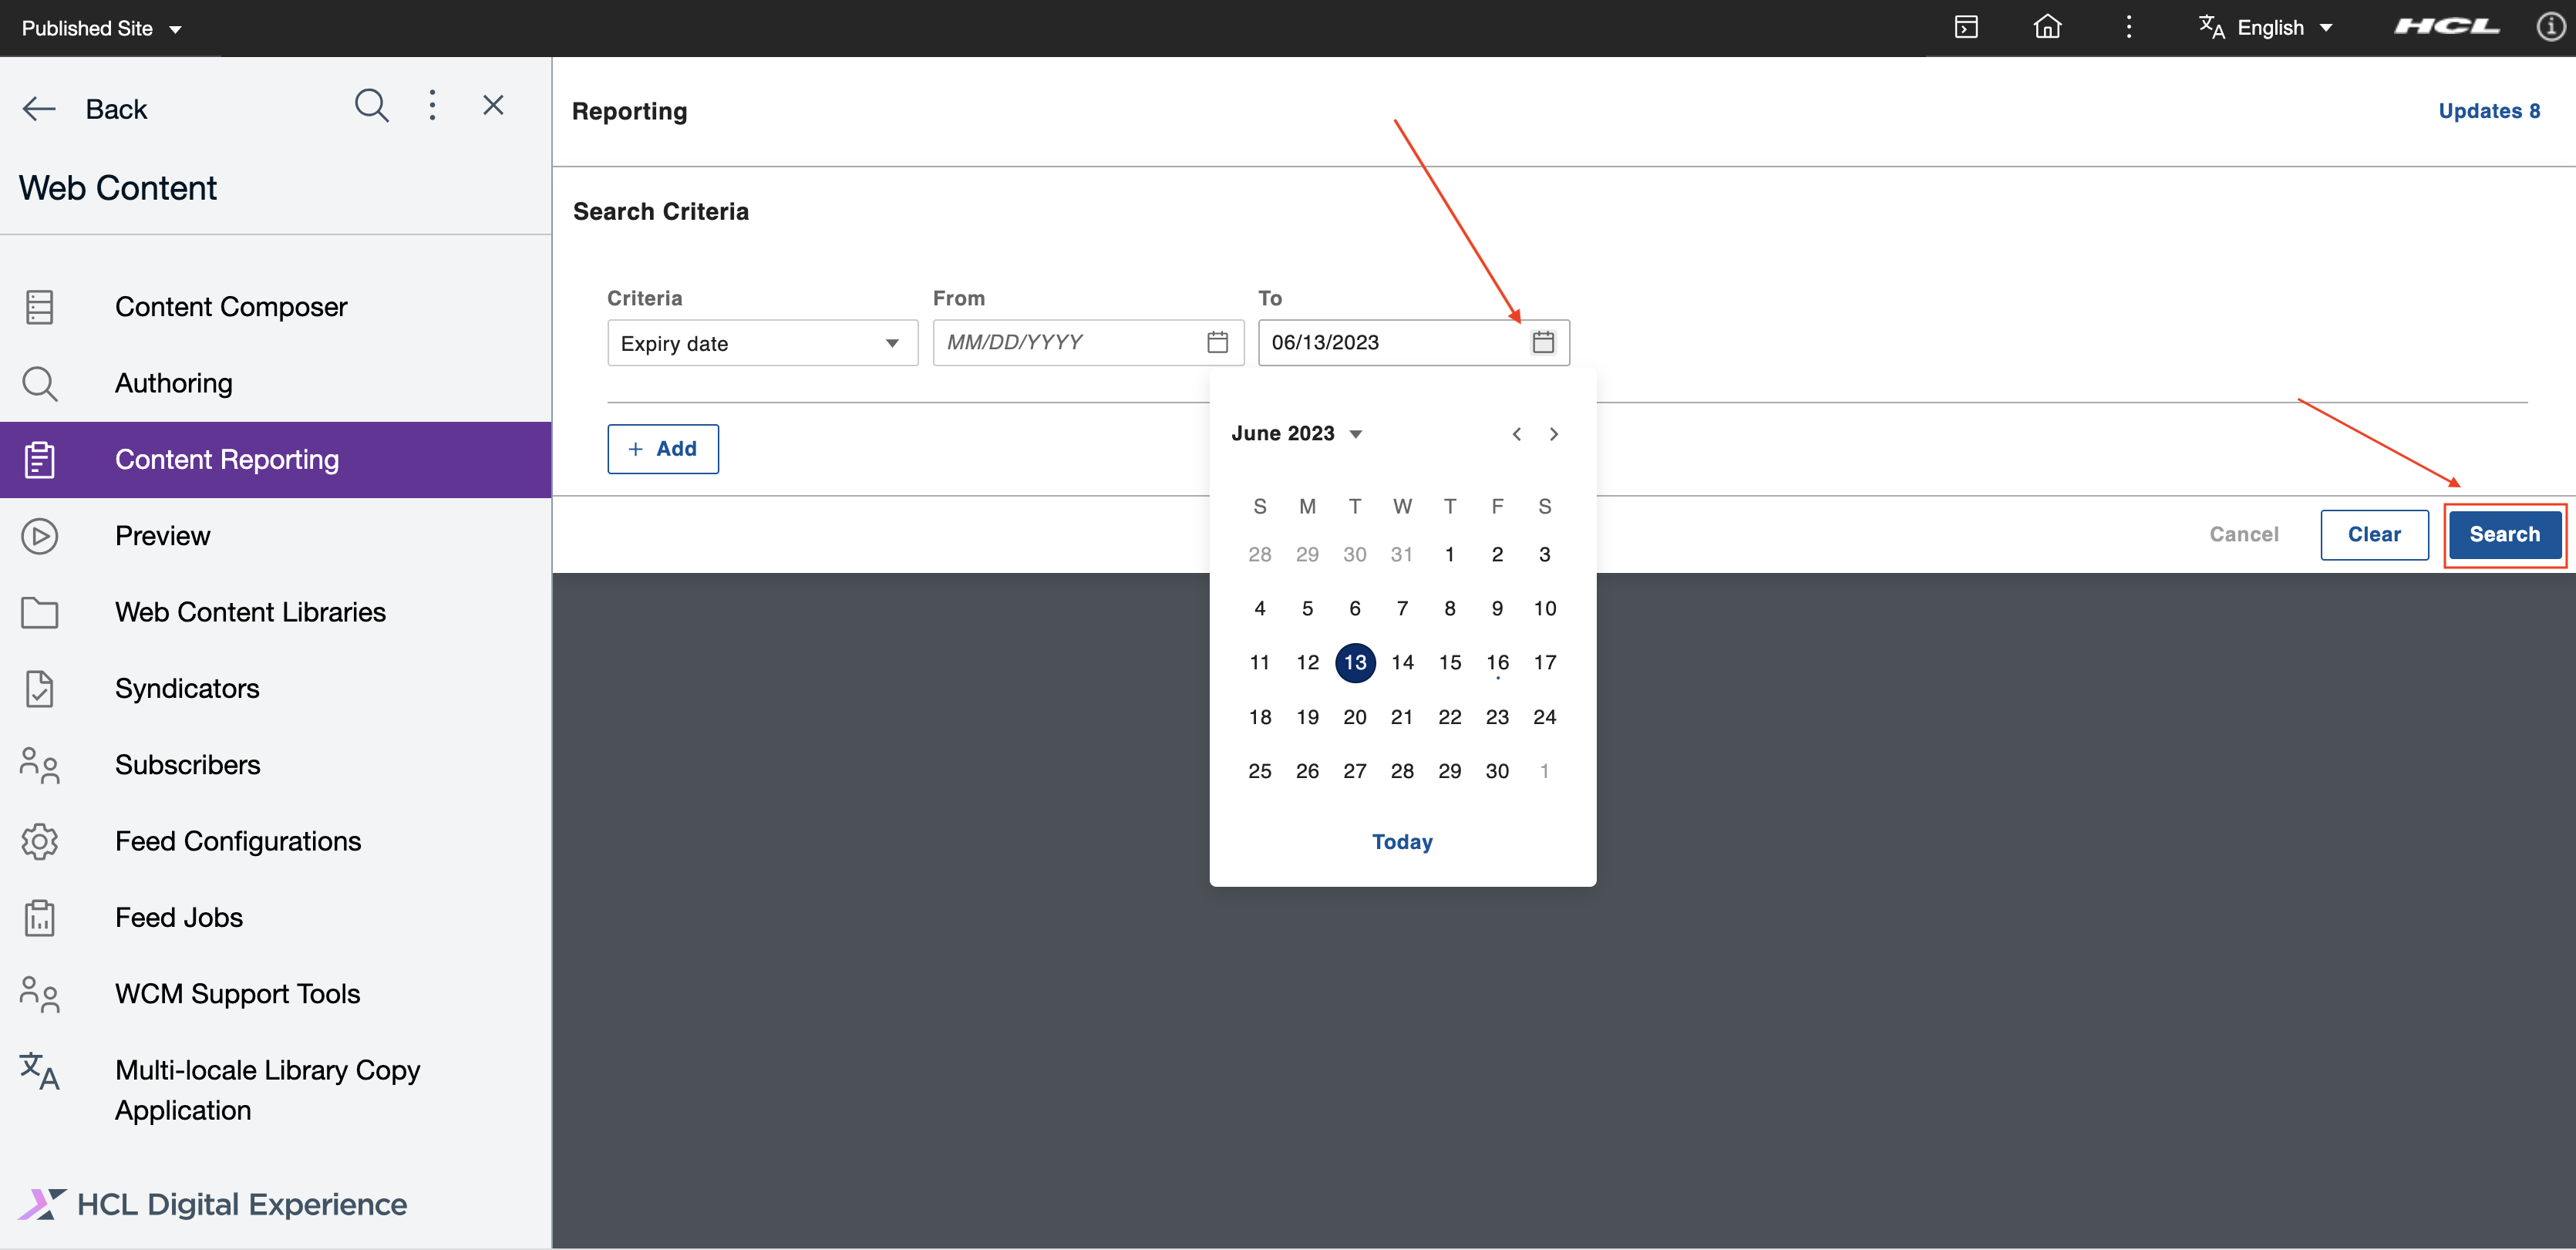 Published Site
English
HCL
Back
Web Content
Content Composer
Authoring
Content Reporting
Preview
Web Content Libraries
Syndicators
Subscribers
Feed Configurations
Feed Jobs
WCM Support Tools
Multi-locale Library Copy
Application
HCL Digital Experience
Reporting
Updates 8
Search Criteria
Criteria From To
Expiry date MM/DD/YYYY 06/13/2023
+ Add
June 2023
S M T W T F S
28 29 30 31 1 2 3
4 5 6 7 8 9 10
11 12 13 14 15 16 17
18 19 20 21 22 23 24
25 26 27 28 29 30 1
Today
Cancel Clear Search